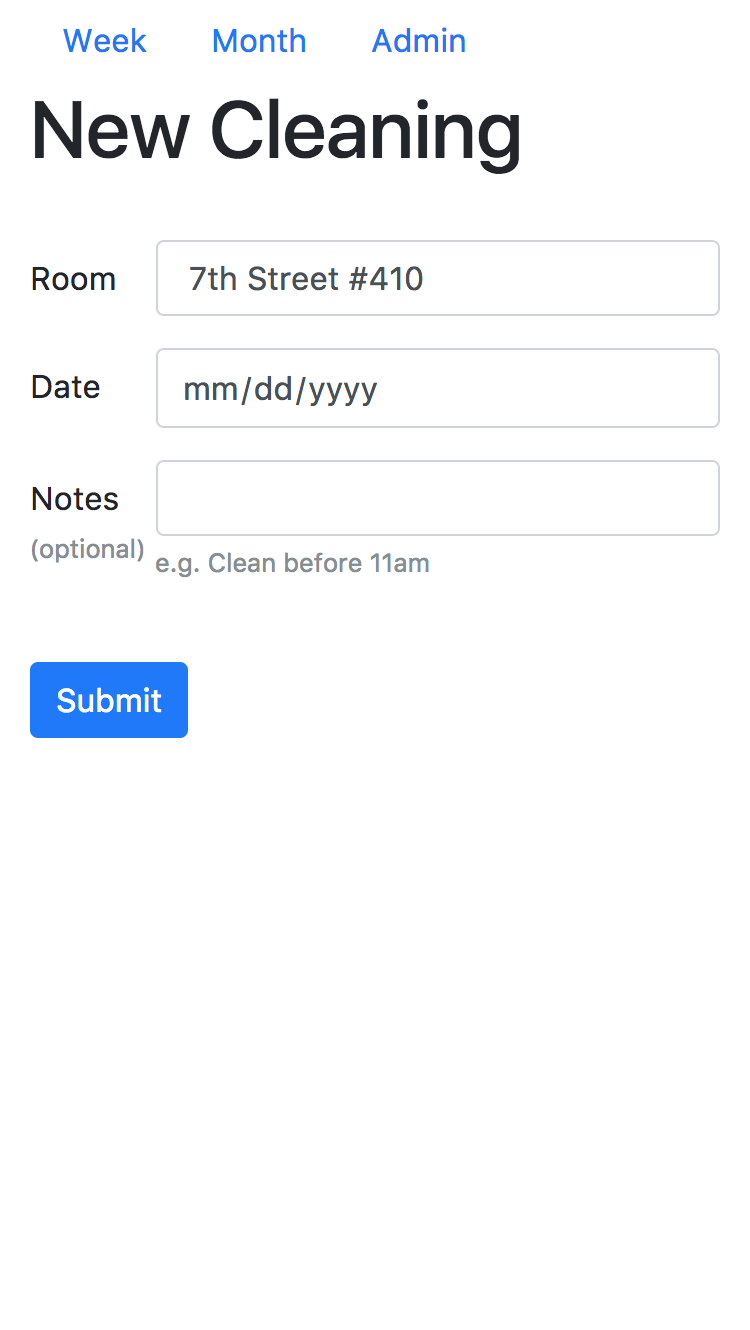 Week Month Admin
New Cleaning
Room 7th Street #410
Date mm/dd/yyyy
Notes
(optional) e.g. Clean before 11am
Submit